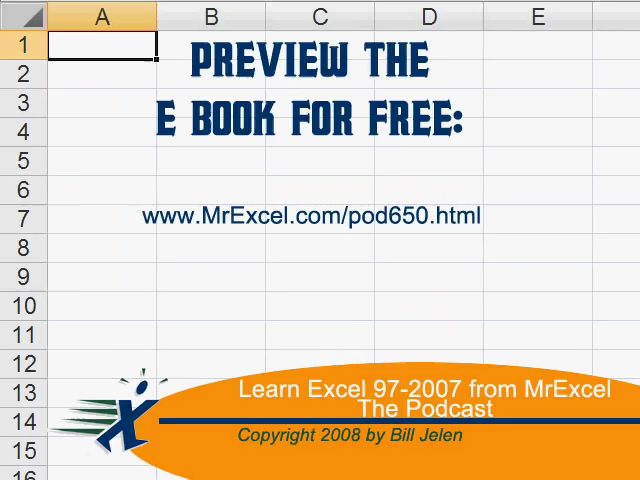 A B C D E
1
PREVIEW THE
2
3
E BOOK FOR FREE:
4
5
6
www.MrExcel.com/pod650.html
7
8
9
10
11
12
Learn Excel 97-2007 from MrExcel
13
The Podcast
14
Copyright 2008 by Bill Jelen
15
16